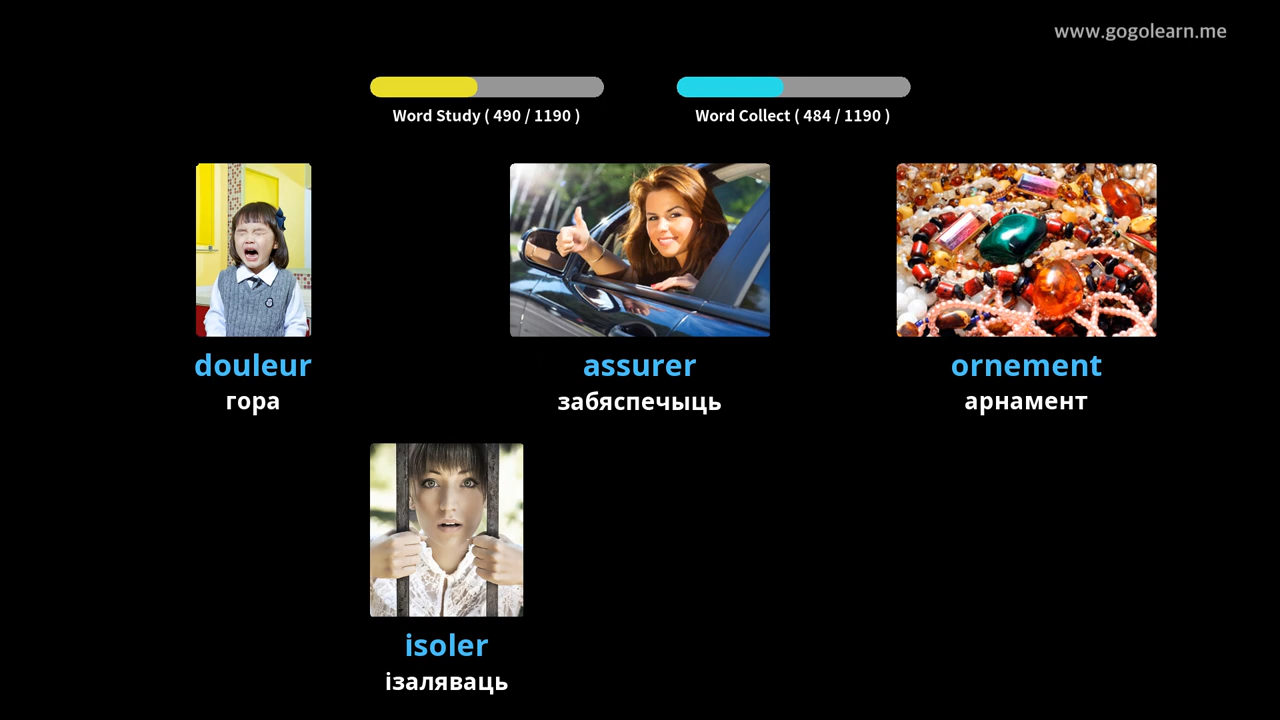 www.gogolearn.me
Word Study ( 490 / 1190 )
Word Collect ( 484 / 1190 )
douleur
гора
assurer
забяспечыць
ornement
арнамент
isoler
ізаляваць